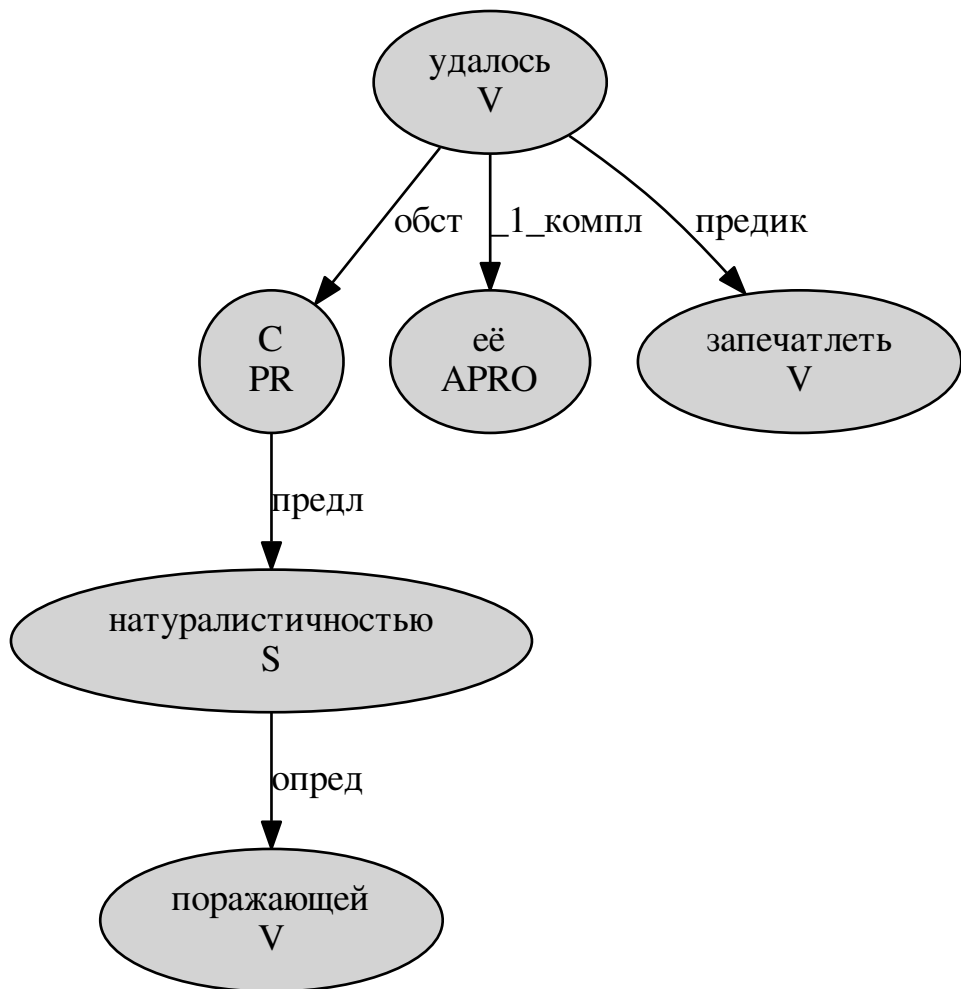 удалось
V
обст
_1_компл
предик
С
PR
её
APRO
запечатлеть
V
предл
натуралистичностью
S
опред
поражающей
V